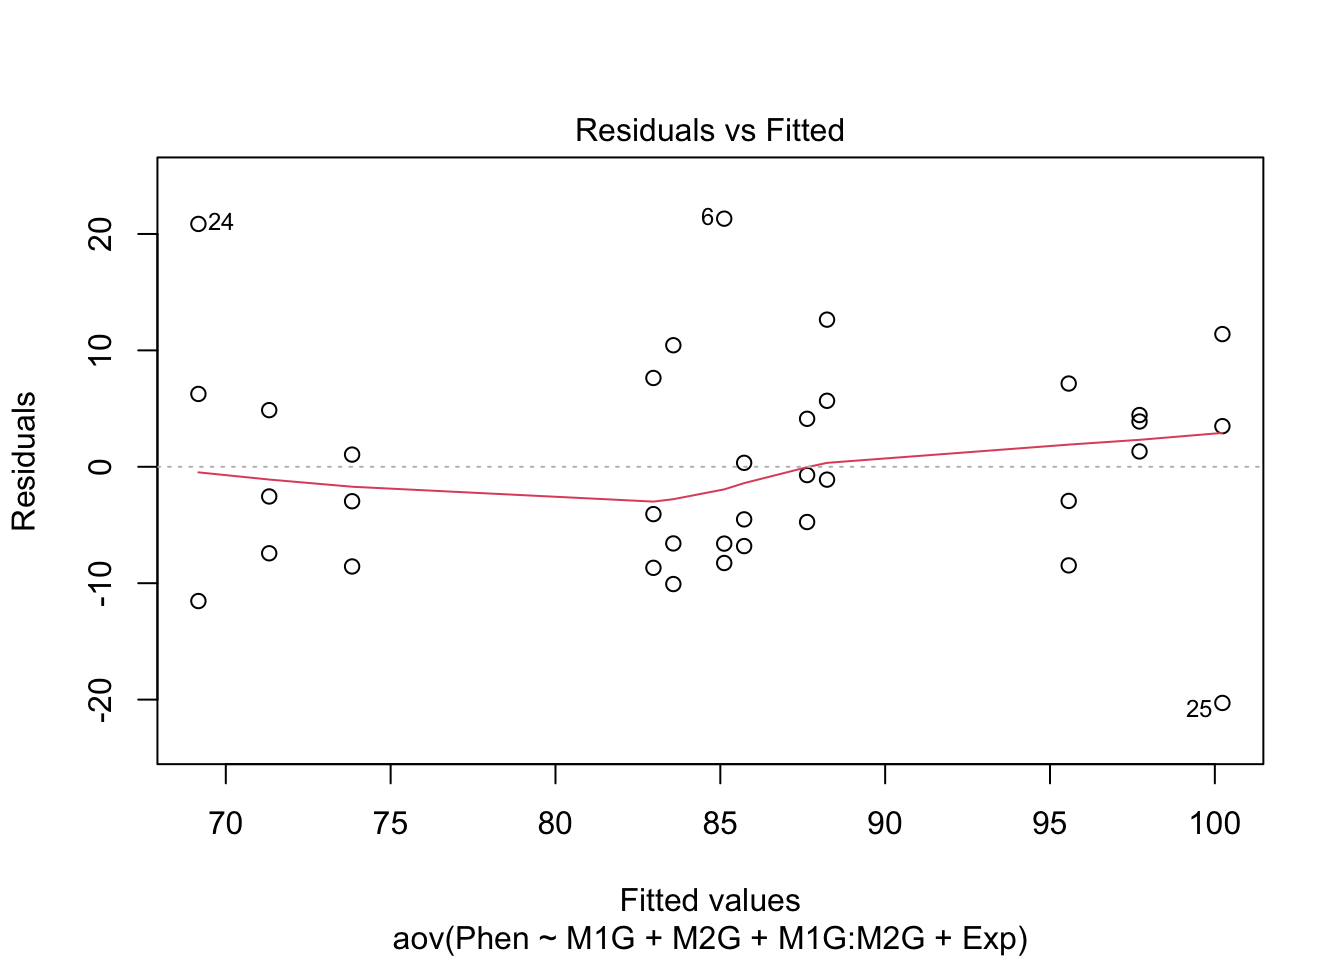 Residuals vs Fitted
Residuals
20
10
0
-10
-20
24
6
25
70 75 80 85 90 95 100
Fitted values
aov(Phen ~ M1G + M2G + M1G:M2G + Exp)